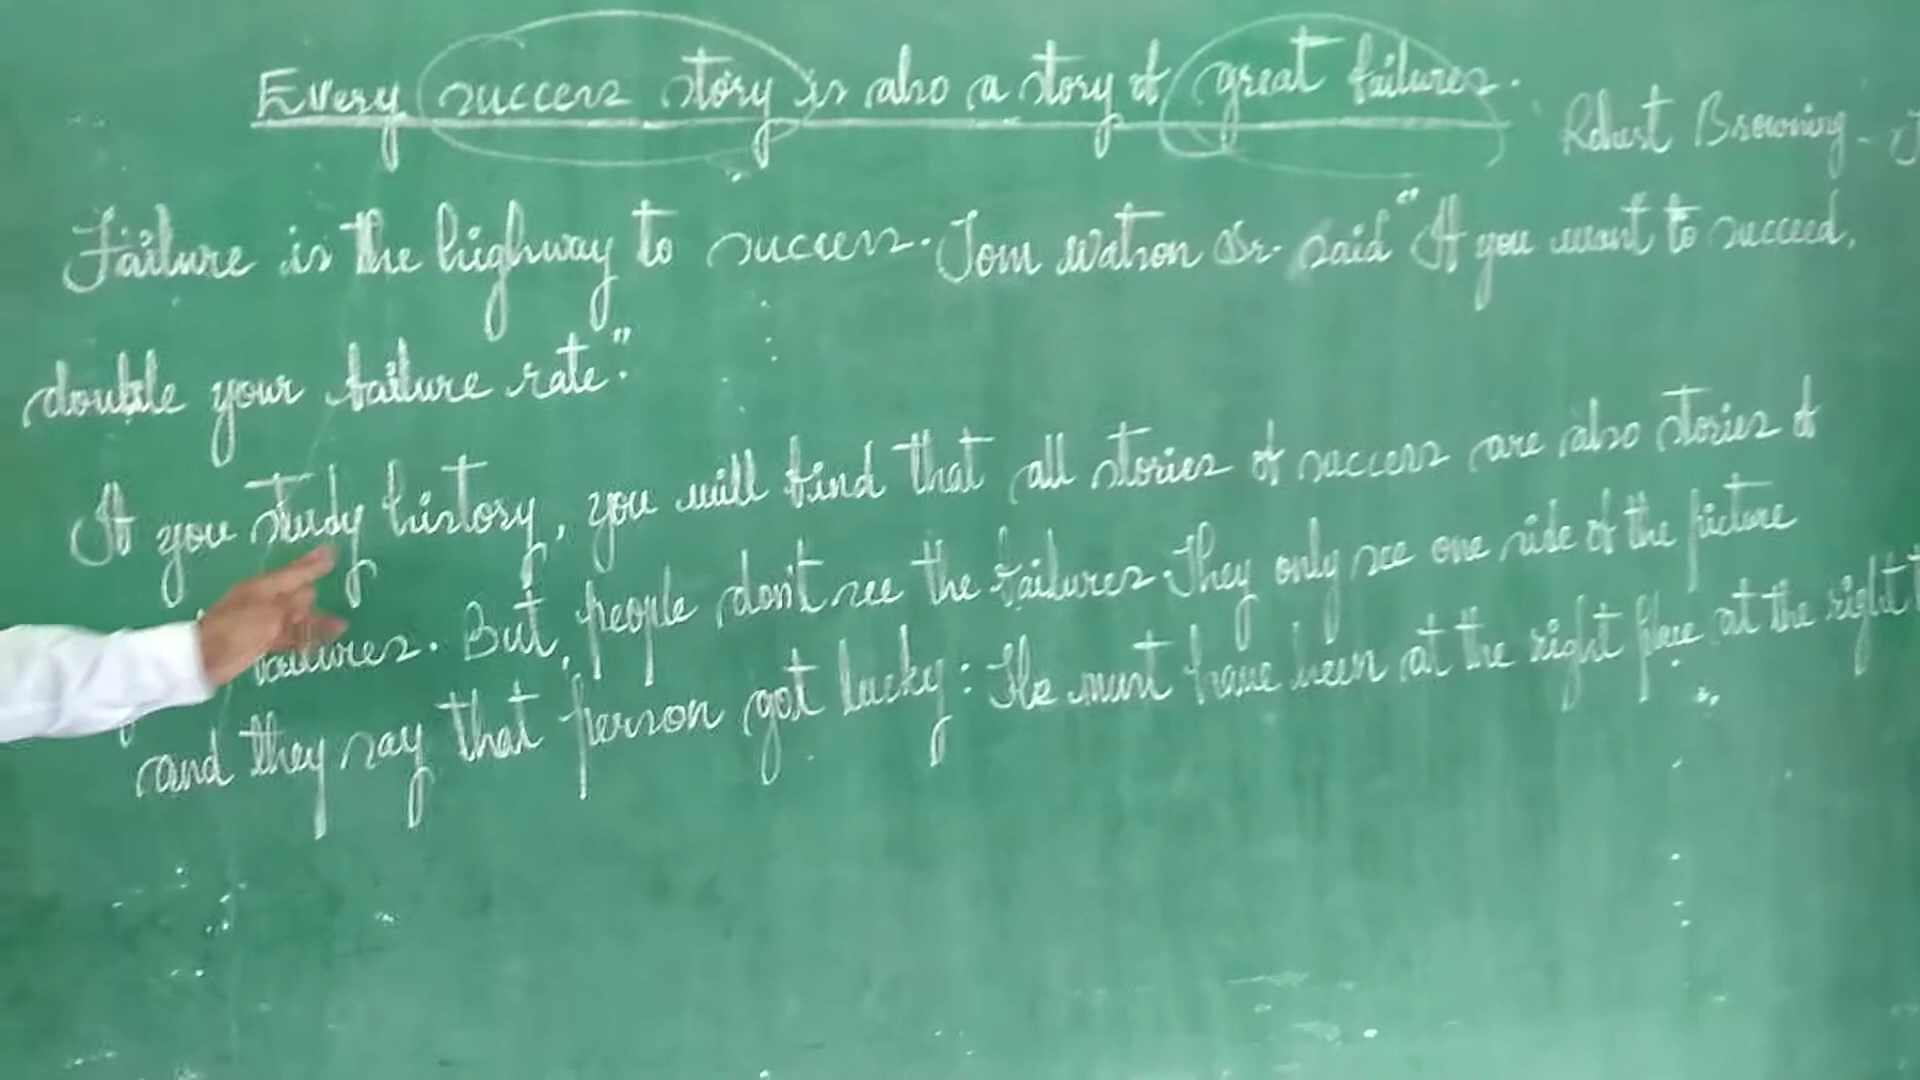 Every success story is also a story of great failures.
Robert Browning -
Failure is the highway to success. Tom Watson Sr. said "If you want to succeed,
double your failure rate."
If you study history, you will find that all stories of success are also stories of
failures. But, people don't see the failures. They only see one side of the picture
and they say that person got lucky: He must have been at the right place at the right